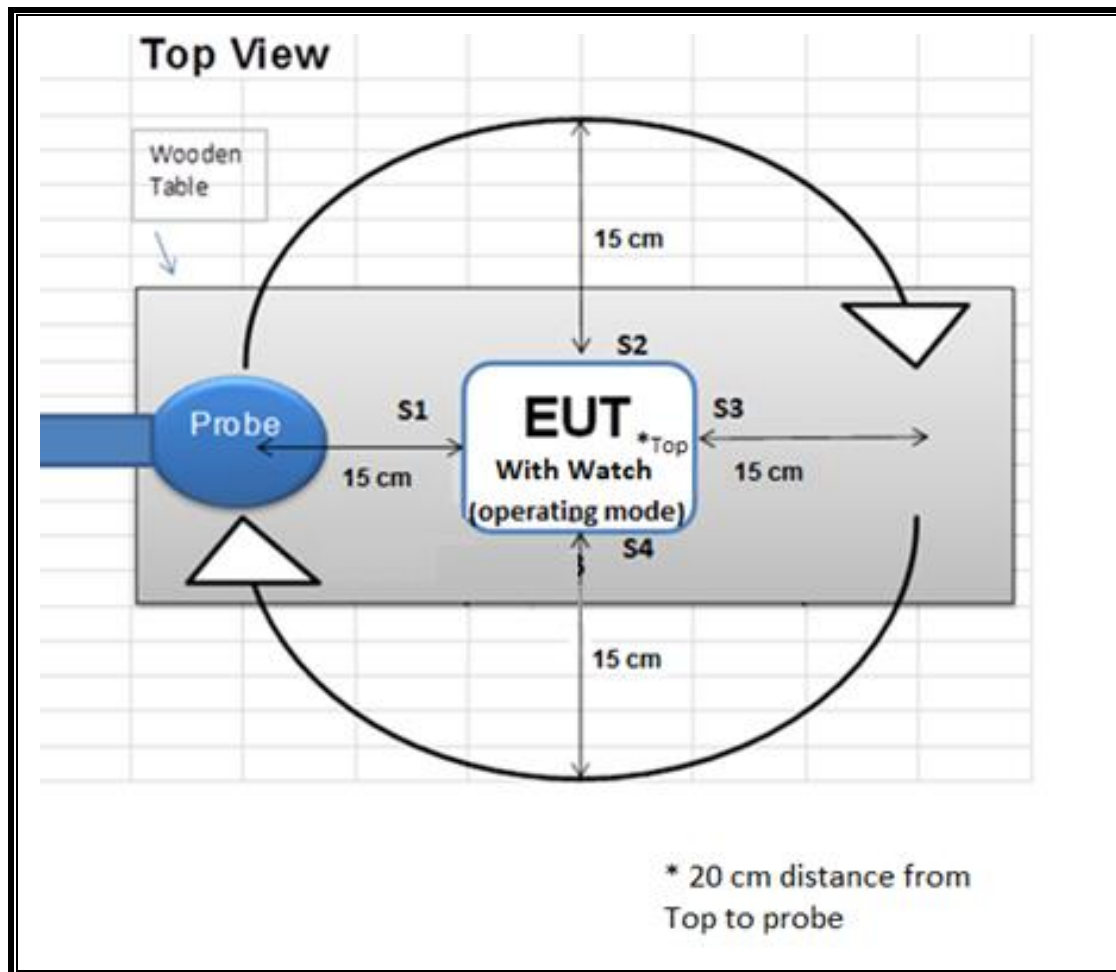 Top View
Wooden
Table
15 cm
S2
Probe
S1
EUT
S3
*Top
15 cm
With Watch
15 cm
(operating mode)
S4
15 cm
* 20 cm distance from
Top to probe